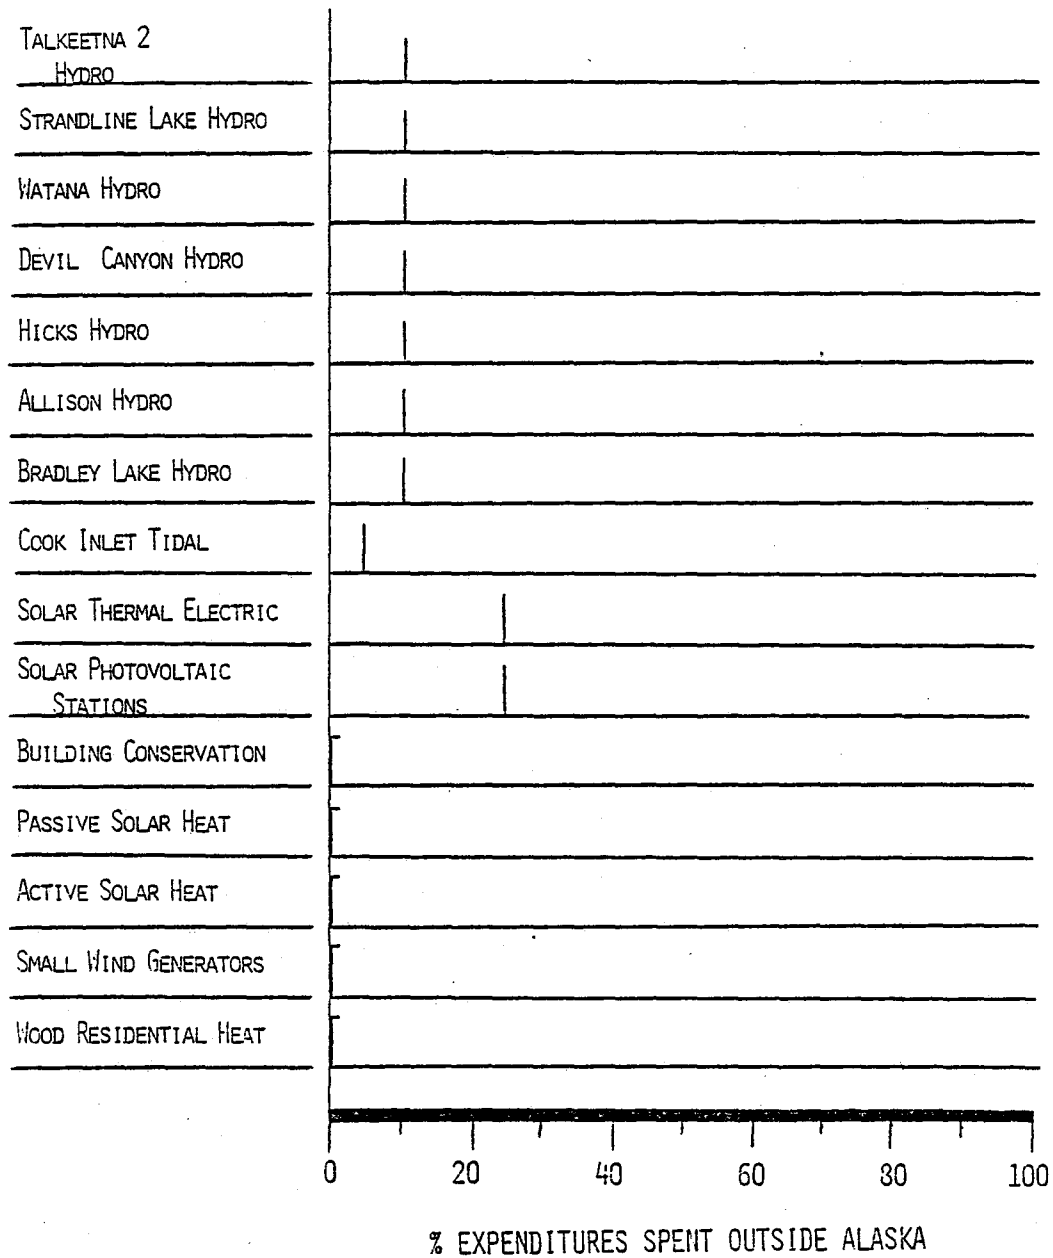 TALKEETNA 2
HYDRO
STRANDLINE LAKE HYDRO
WATANA HYDRO
DEVIL CANYON HYDRO
HICKS HYDRO
ALLISON HYDRO
BRADLEY LAKE HYDRO
COOK INLET TIDAL
SOLAR THERMAL ELECTRIC
SOLAR PHOTOVOLTAIC
STATIONS
BUILDING CONSERVATION
PASSIVE SOLAR HEAT
ACTIVE SOLAR HEAT
SMALL WIND GENERATORS
WOOD RESIDENTIAL HEAT
0 20 40 60 80 100
% EXPENDITURES SPENT OUTSIDE ALASKA